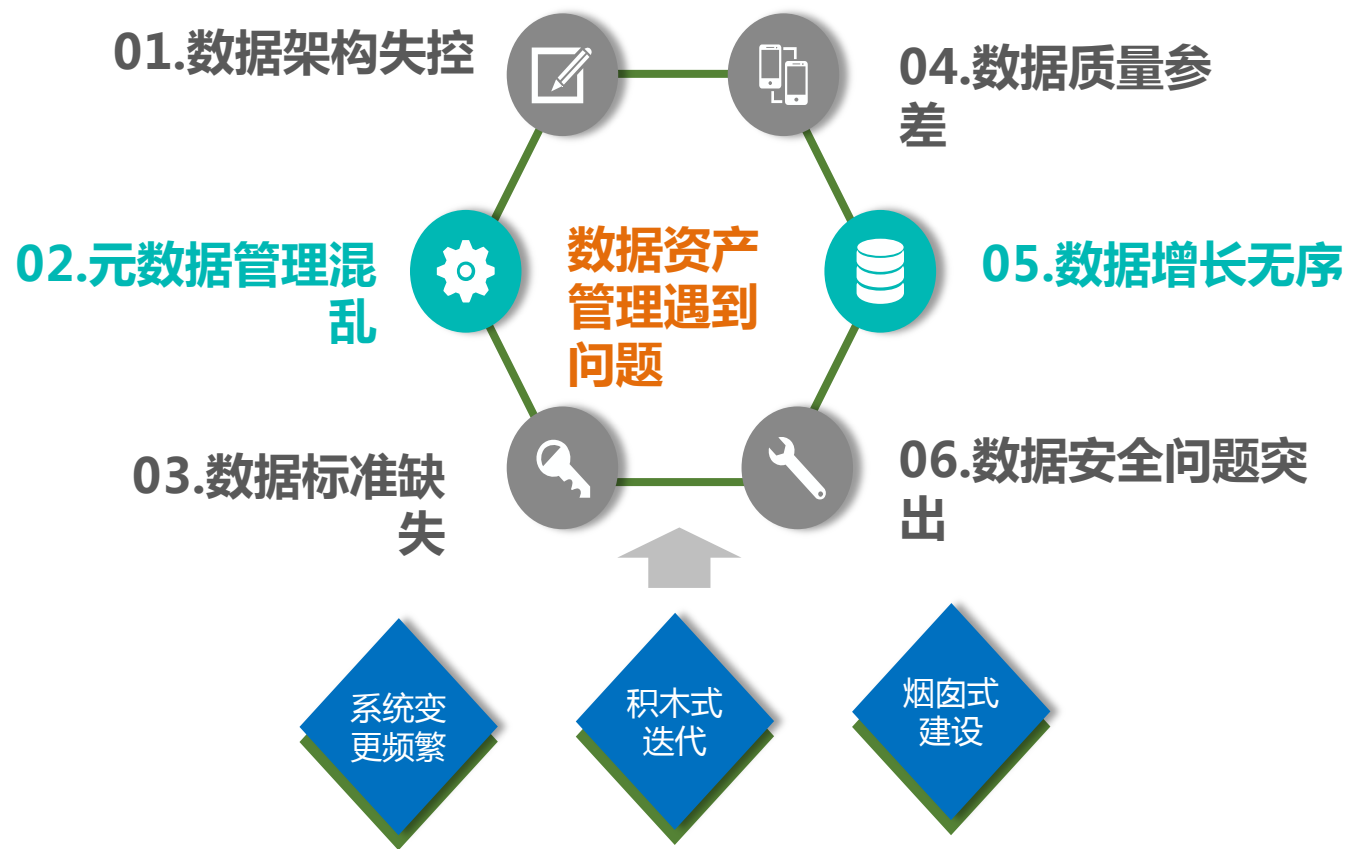 01.数据架构失控
02.元数据管理混
乱
03.数据标准缺
失
数据资产
管理遇到
问题
04.数据质量参
差
05.数据增长无序
06.数据安全问题突
出
系统变
更频繁
积木式
迭代
烟囱式
建设